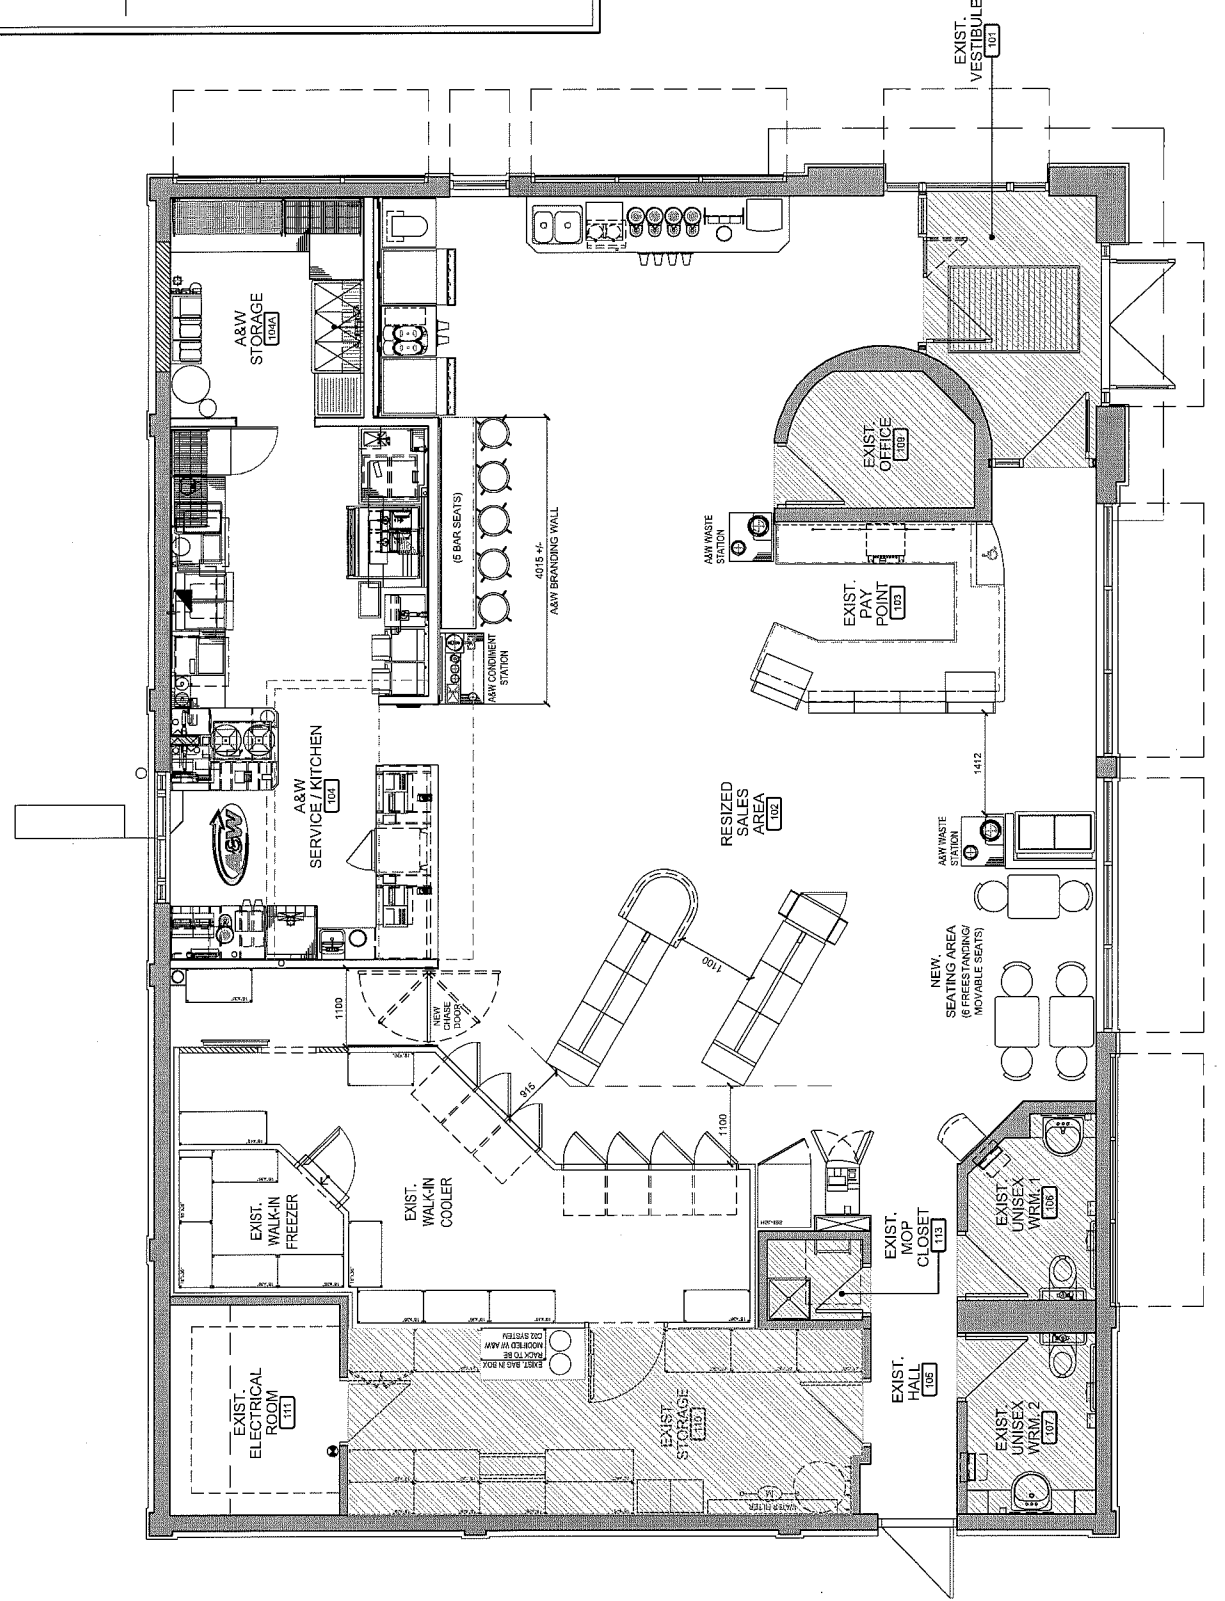 EXIST.
VESTIBULE
101
A&W
STORAGE
104A
EXIST.
OFFICE
109
(5 BAR SEATS)
4015 +/-
A&W BRANDING WALL
A&W WASTE
STATION
EXIST.
PAY
POINT
103
A&W CONDIMENT
STATION
A&W
SERVICE / KITCHEN
104
A&W
RESIZED
SALES
AREA
102
1412
A&W WASTE
STATION
NEW.
SEATING AREA
(6 FREESTANDING/
MOVABLE SEATS)
1100
NEW
CHASE
DOOR
1100
915
1100
EXIST.
WALK-IN
FREEZER
EXIST.
WALK-IN
COOLER
EXIST.
MOP
CLOSET
113
EXIST.
UNISEX
WRM. 1
106
EXIST. BAG IN BOX
RACK TO BE
MODIFIED W/ A&W
CO2 SYSTEM
EXIST.
ELECTRICAL
ROOM
111
EXIST.
STORAGE
110
EXIST.
HALL
105
EXIST.
UNISEX
WRM. 2
107
M
WATER FILTER